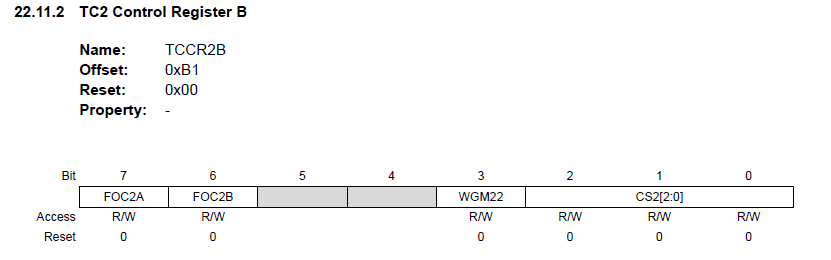 22.11.2 TC2 Control Register B
Name: TCCR2B
Offset: 0xB1
Reset: 0x00
Property: -
Bit 7 6 5 4 3 2 1 0
FOC2A FOC2B WGM22 CS2[2:0]
Access R/W R/W R/W R/W R/W R/W
Reset 0 0 0 0 0 0